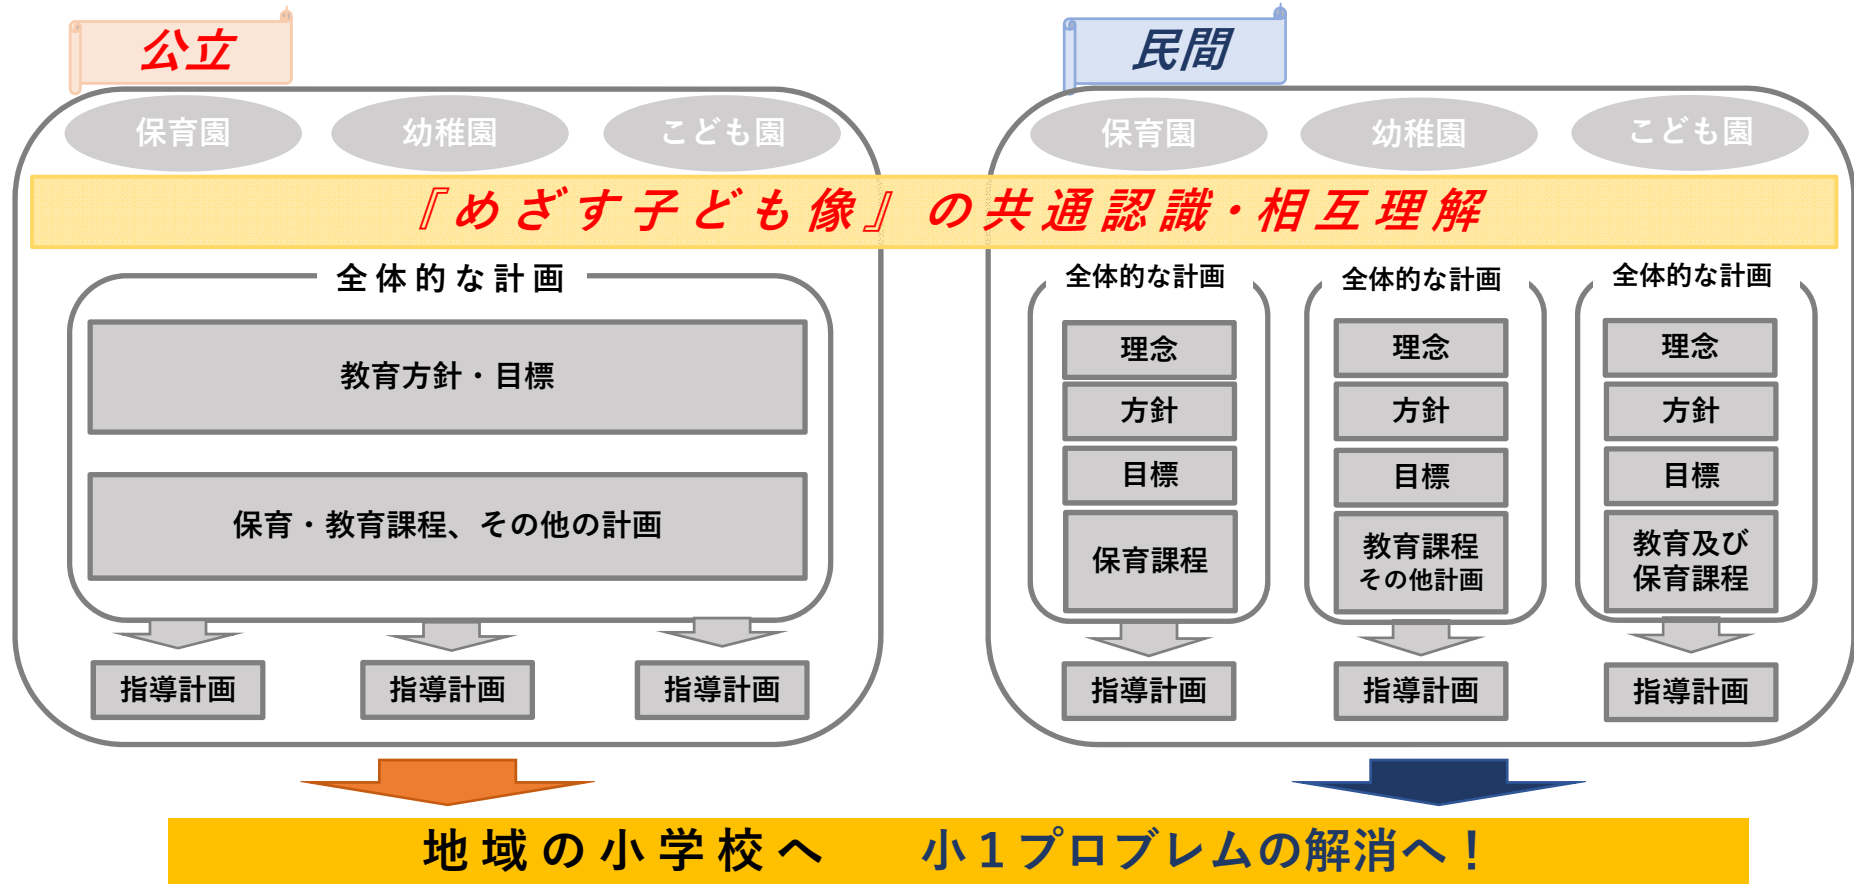 公立
保育園
幼稚園
こども園
民間
保育園
幼稚園
こども園
『めざす子ども像』の共通認識・相互理解
全体的な計画
教育方針・目標
保育・教育課程、その他の計画
指導計画
指導計画
指導計画
全体的な計画
理念
方針
目標
保育課程
指導計画
全体的な計画
理念
方針
目標
教育課程
その他計画
指導計画
全体的な計画
理念
方針
目標
教育及び
保育課程
指導計画
地域の小学校へ　小１プロブレムの解消へ！